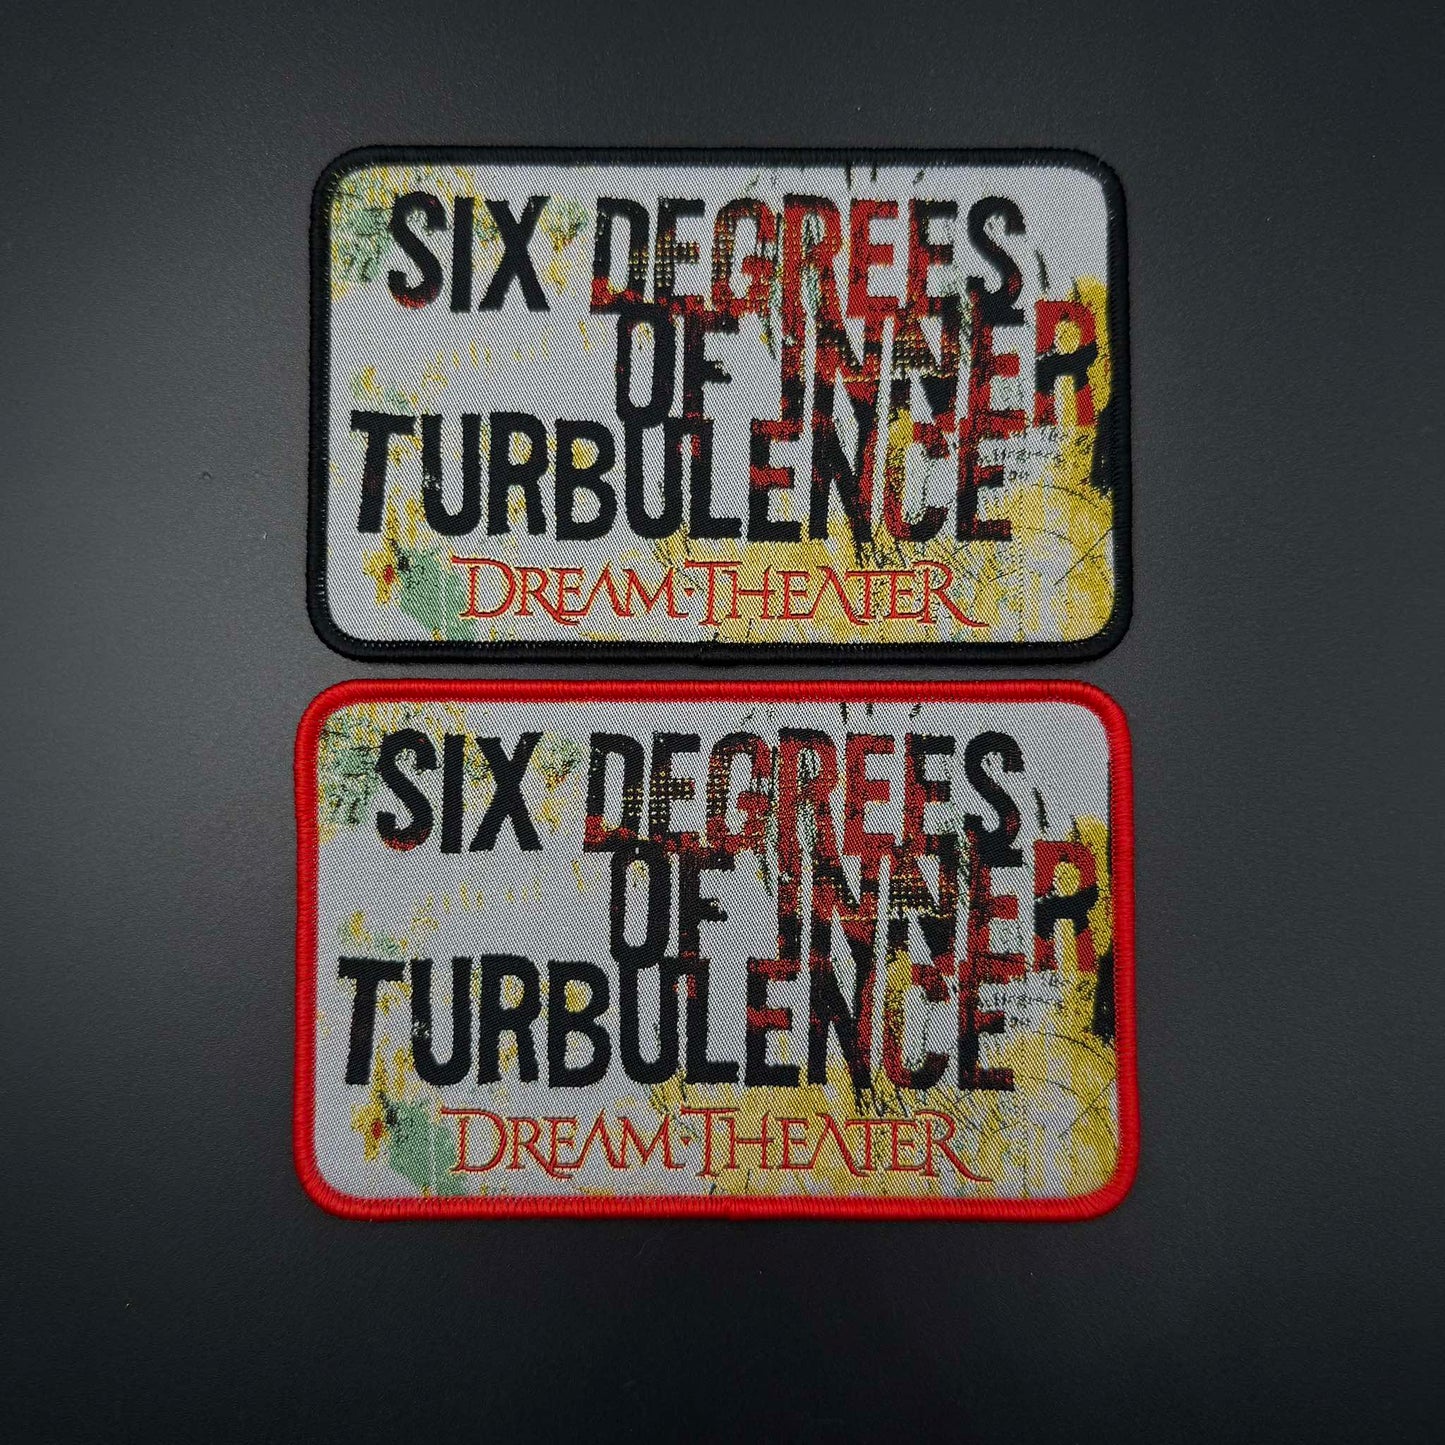 SIX DEGREES
OF INNER
TURBULENCE
DREAM·THEATER
SIX DEGREES
OF INNER
TURBULENCE
DREAM·THEATER